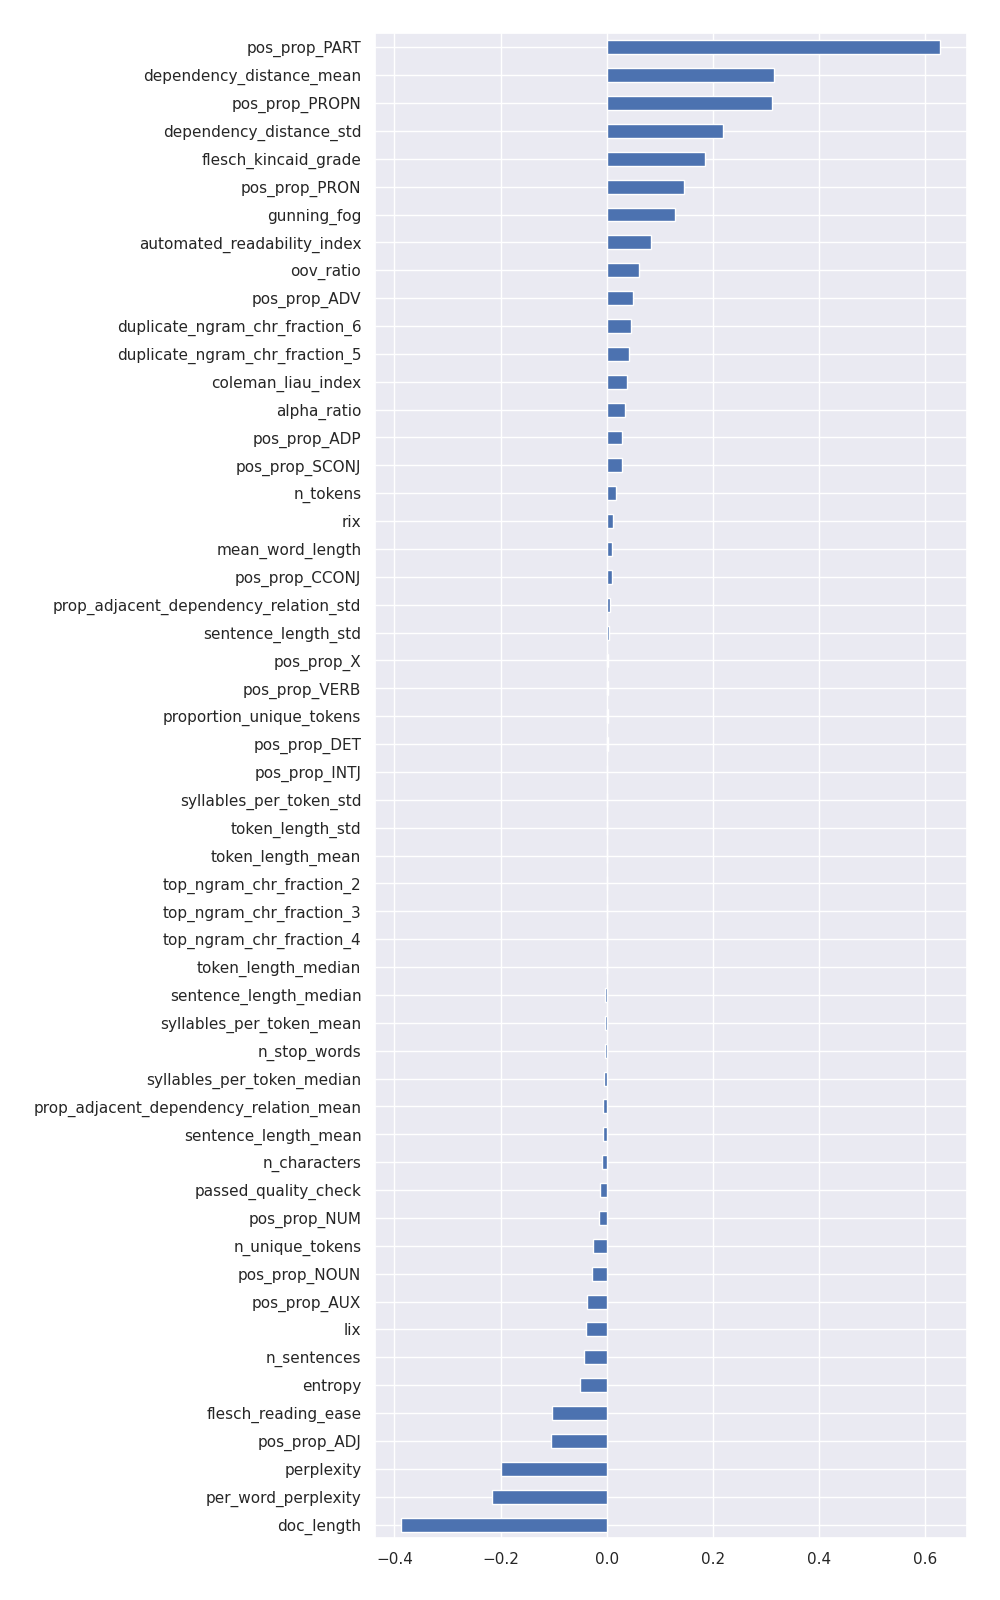 pos_prop_PART
dependency_distance_mean
pos_prop_PROPN
dependency_distance_std
flesch_kincaid_grade
pos_prop_PRON
gunning_fog
automated_readability_index
oov_ratio
pos_prop_ADV
duplicate_ngram_chr_fraction_6
duplicate_ngram_chr_fraction_5
coleman_liau_index
alpha_ratio
pos_prop_ADP
pos_prop_SCONJ
n_tokens
rix
mean_word_length
pos_prop_CCONJ
prop_adjacent_dependency_relation_std
sentence_length_std
pos_prop_X
pos_prop_VERB
proportion_unique_tokens
pos_prop_DET
pos_prop_INTJ
syllables_per_token_std
token_length_std
token_length_mean
top_ngram_chr_fraction_2
top_ngram_chr_fraction_3
top_ngram_chr_fraction_4
token_length_median
sentence_length_median
syllables_per_token_mean
n_stop_words
syllables_per_token_median
prop_adjacent_dependency_relation_mean
sentence_length_mean
n_characters
passed_quality_check
pos_prop_NUM
n_unique_tokens
pos_prop_NOUN
pos_prop_AUX
lix
n_sentences
entropy
flesch_reading_ease
pos_prop_ADJ
perplexity
per_word_perplexity
doc_length
−0.4 −0.2 0.0 0.2 0.4 0.6